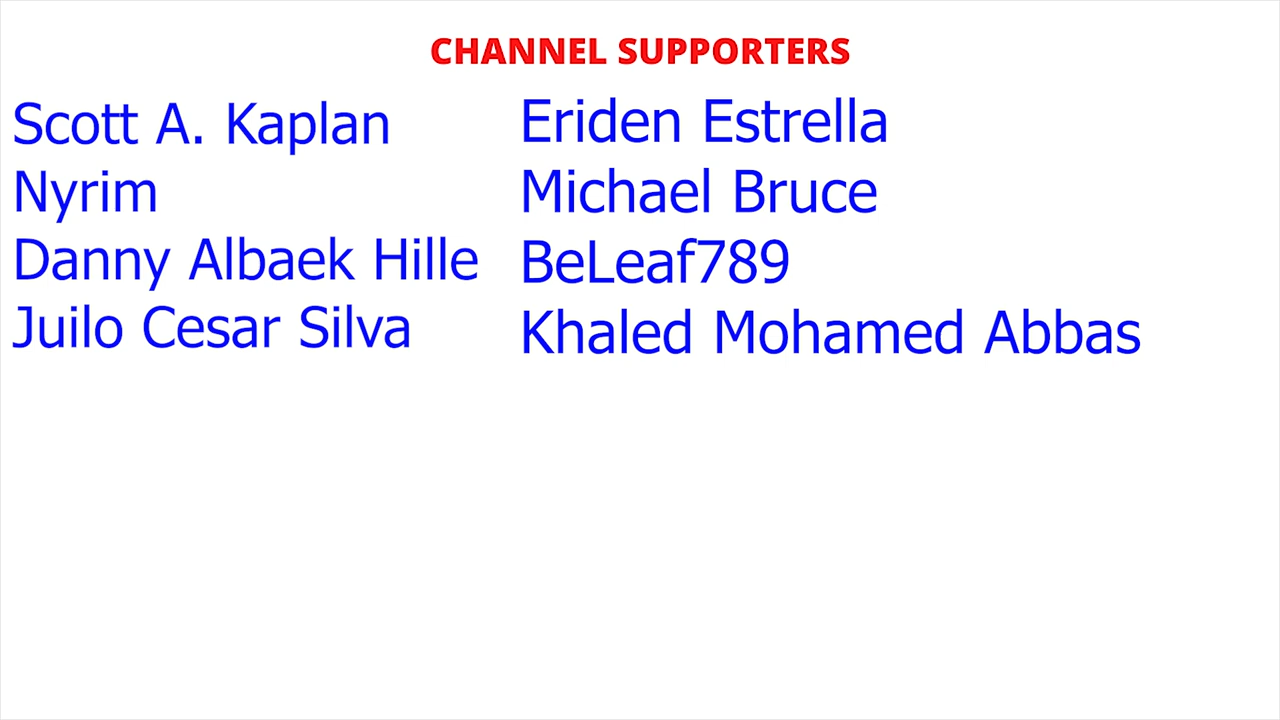 CHANNEL SUPPORTERS
Scott A. Kaplan
Nyrim
Danny Albaek Hille
Juilo Cesar Silva
Eriden Estrella
Michael Bruce
BeLeaf789
Khaled Mohamed Abbas